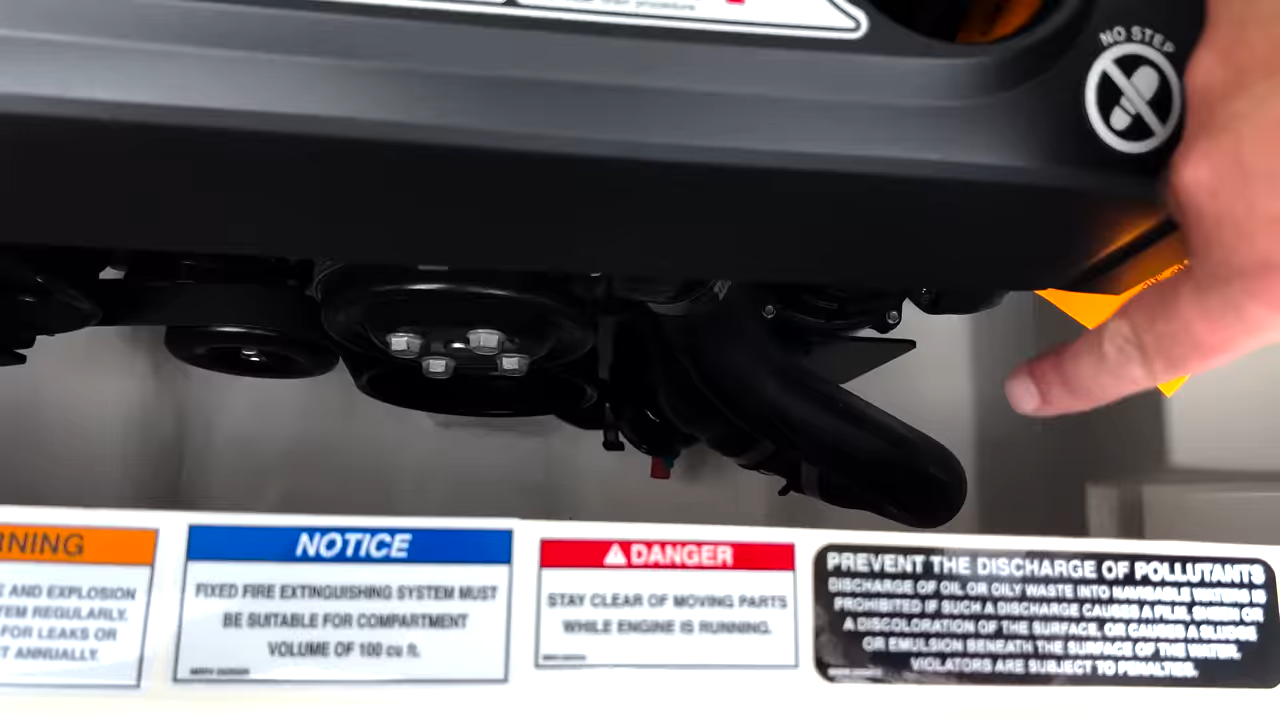 procedure
NO STEP
RNING
E AND EXPLOSION
TEM REGULARLY.
FOR LEAKS OR
T ANNUALLY.
NOTICE
FIXED FIRE EXTINGUISHING SYSTEM MUST
BE SUITABLE FOR COMPARTMENT
VOLUME OF 100 cu ft.
DANGER
STAY CLEAR OF MOVING PARTS
WHILE ENGINE IS RUNNING.
PREVENT THE DISCHARGE OF POLLUTANTS
DISCHARGE OF OIL OR OILY WASTE INTO NAVIGABLE WATERS IS
PROHIBITED IF SUCH A DISCHARGE CAUSES A FILM, SHEEN OR
A DISCOLORATION OF THE SURFACE, OR CAUSES A SLUDGE
OR EMULSION BENEATH THE SURFACE OF THE WATER.
VIOLATORS ARE SUBJECT TO PENALTIES.